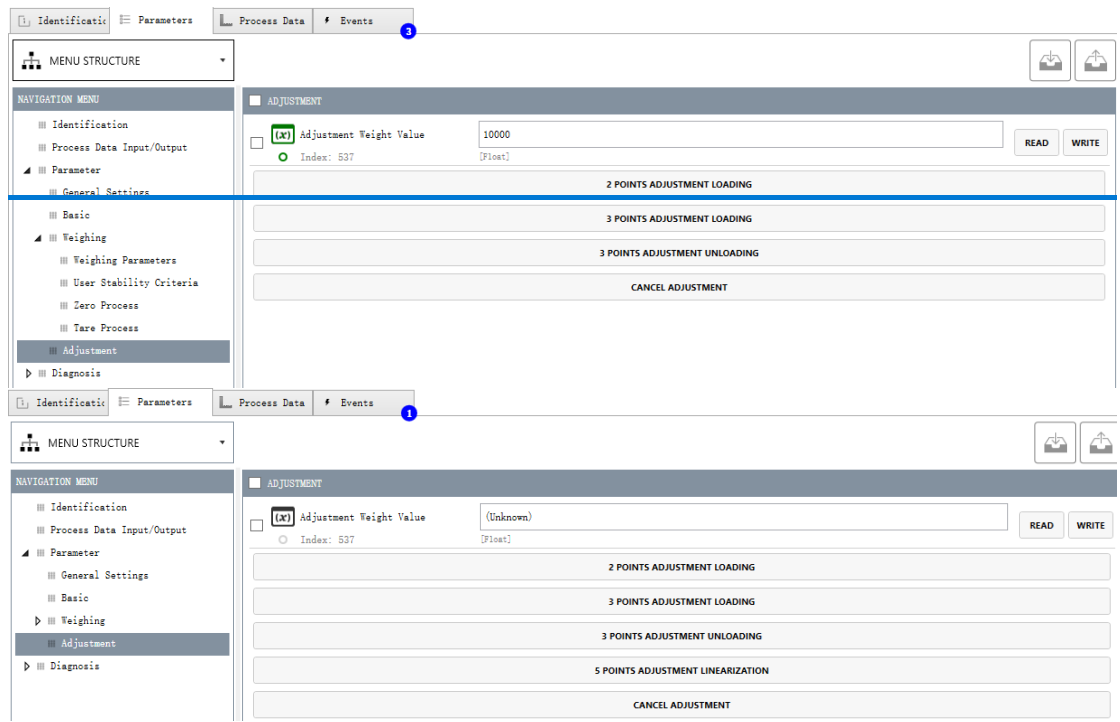 Identificatic Parameters Process Data Events
3
MENU STRUCTURE
NAVIGATION MENU
Identification
Process Data Input/Output
Parameter
General Settings
Basic
Weighing
Weighing Parameters
User Stability Criteria
Zero Process
Tare Process
Adjustment
Diagnosis
ADJUSTMENT
(x) Adjustment Weight Value 10000 READ WRITE
Index: 537 [Float]
2 POINTS ADJUSTMENT LOADING
3 POINTS ADJUSTMENT LOADING
3 POINTS ADJUSTMENT UNLOADING
CANCEL ADJUSTMENT
Identificatic Parameters Process Data Events
1
MENU STRUCTURE
NAVIGATION MENU
Identification
Process Data Input/Output
Parameter
General Settings
Basic
Weighing
Adjustment
Diagnosis
ADJUSTMENT
(x) Adjustment Weight Value (Unknown) READ WRITE
Index: 537 [Float]
2 POINTS ADJUSTMENT LOADING
3 POINTS ADJUSTMENT LOADING
3 POINTS ADJUSTMENT UNLOADING
5 POINTS ADJUSTMENT LINEARIZATION
CANCEL ADJUSTMENT